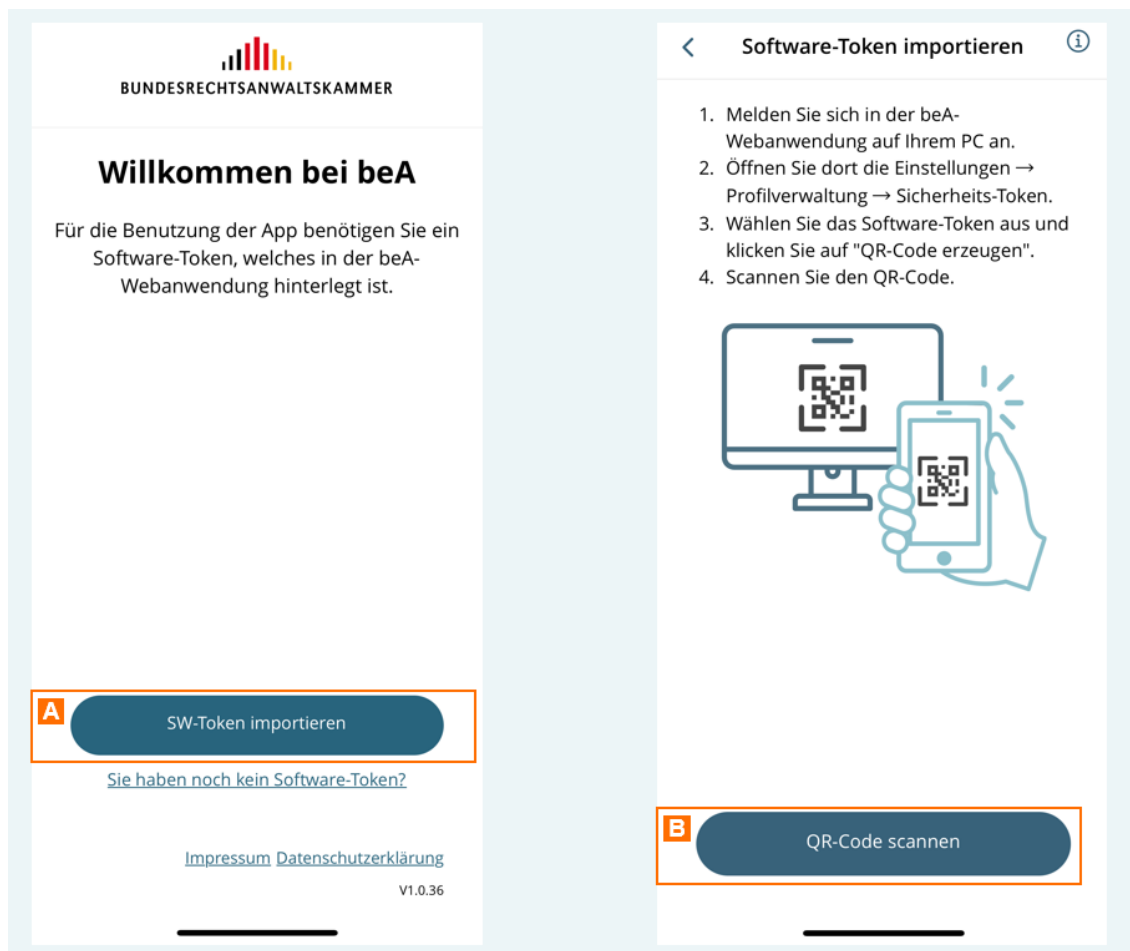 BUNDESRECHTSANWALTSKAMMER
Willkommen bei beA
Für die Benutzung der App benötigen Sie ein
Software-Token, welches in der beA-
Webanwendung hinterlegt ist.
A
SW-Token importieren
Sie haben noch kein Software-Token?
Impressum Datenschutzerklärung
V1.0.36
Software-Token importieren
1. Melden Sie sich in der beA-
Webanwendung auf Ihrem PC an.
2. Öffnen Sie dort die Einstellungen →
Profilverwaltung → Sicherheits-Token.
3. Wählen Sie das Software-Token aus und
klicken Sie auf "QR-Code erzeugen".
4. Scannen Sie den QR-Code.
B
QR-Code scannen